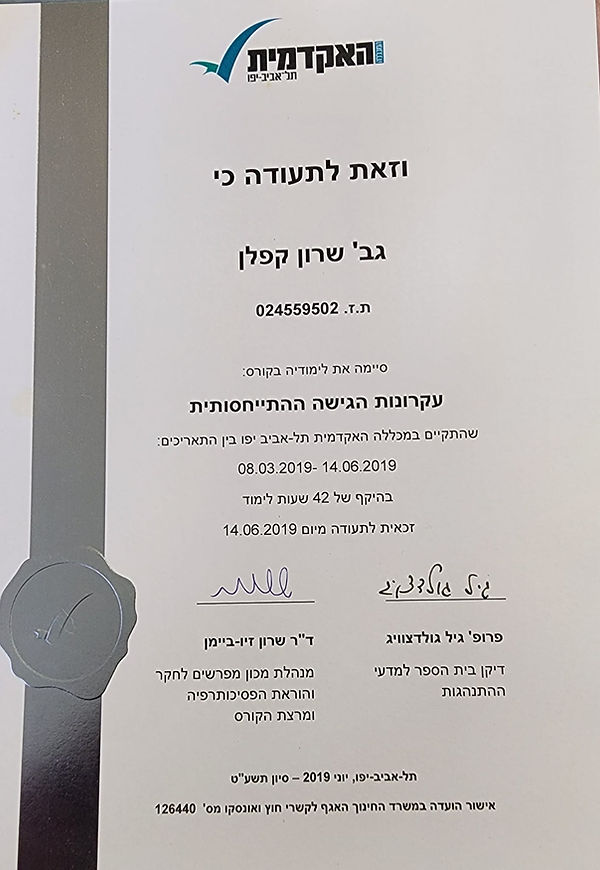 האקדמית
תל-אביב-יפו
וזאת לתעודה כי
גב' שרון קפלן
ת.ז. 024559502
סיימה את לימודיה בקורס:
עקרונות הגישה ההתייחסותית
שהתקיים במכללה האקדמית תל-אביב יפו בין התאריכים:
08.03.2019- 14.06.2019
בהיקף של 42 שעות לימוד
זכאית לתעודה מיום 14.06.2019
גיל גולדצויג
פרופ' גיל גולדצוויג
דיקן בית הספר למדעי
ההתנהגות
ד"ר שרון זיו-ביימן
מנהלת מכון מפרשים לחקר
והוראת הפסיכותרפיה
ומרצת הקורס
תל-אביב-יפו, יוני 2019 – סיון תשע"ט
אישור הועדה במשרד החינוך האגף לקשרי חוץ ואונסקו מס' 126440